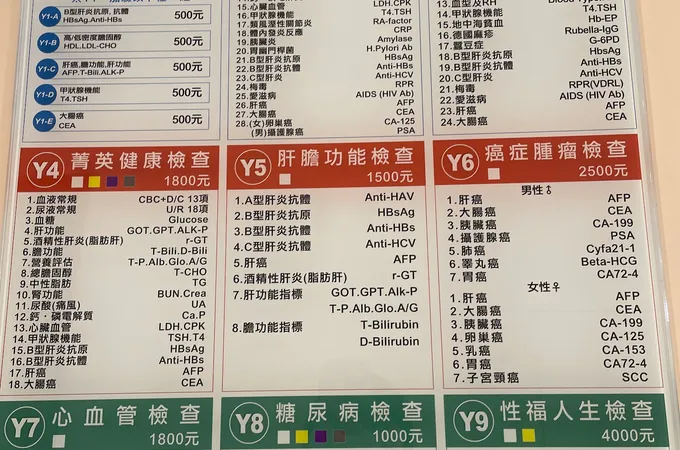 Y1-A B型肝炎抗原,抗體 500元
HBsAg.Anti-HBs
Y1-B 高/低密度膽固醇 500元
HDL.LDL-CHO
Y1-C 肝癌,膽功能,肝功能 500元
AFP.T-Bili.ALK-P
Y1-D 甲狀腺機能 500元
T4.TSH
Y1-E 大腸癌 500元
CEA
15.心臟血管 LDH.CPK
16.甲狀腺機能 T4.TSH
17.類風溼性關節炎 RA-factor
18.體內發炎反應 CRP
19.胰臟炎 Amylase
20.胃幽門桿菌 H.Pylori Ab
21.B型肝炎抗原 HBsAg
22.B型肝炎抗體 Anti-HBs
23.C型肝炎 Anti-HCV
24.梅毒 RPR
25.愛滋病 AIDS (HIV Ab)
26.肝癌 AFP
27.大腸癌 CEA
28.(女)卵巢癌 CA-125
(男)攝護腺癌 PSA
13.血型及RH
14.甲狀腺機能 T4.TSH
15.地中海貧血 Hb-EP
16.德國麻疹 Rubella-IgG
17.蠶豆症 G-6PD
18.B型肝炎抗原 HbsAg
19.B型肝炎抗體 Anti-HBs
20.C型肝炎 Anti-HCV
21.梅毒 RPR(VDRL)
22.愛滋病 AIDS (HIV Ab)
23.肝癌 AFP
24.大腸癌 CEA
Y4 菁英健康檢查
1800元
1.血液常規 CBC+D/C 13項
2.尿液常規 U/R 18項
3.血糖 Glucose
4.肝功能 GOT.GPT.ALK-P
5.酒精性肝炎(脂肪肝) r-GT
6.膽功能 T-Bili.D-Bili
7.營養評估 T-P.Alb.Glo.A/G
8.總膽固醇 T-CHO
9.中性脂肪 TG
10.腎功能 BUN.Crea
11.尿酸(痛風) UA
12.鈣、磷電解質 Ca.P
13.心臟血管 LDH.CPK
14.甲狀腺機能 TSH.T4
15.B型肝炎抗原 HBsAg
16.B型肝炎抗體 Anti-HBs
17.肝癌 AFP
18.大腸癌 CEA
Y5 肝膽功能檢查
1500元
1.A型肝炎抗體 Anti-HAV
2.B型肝炎抗原 HBsAg
3.B型肝炎抗體 Anti-HBs
4.C型肝炎抗體 Anti-HCV
5.肝癌 AFP
6.酒精性肝炎(脂肪肝) r-GT
7.肝功能指標 GOT.GPT.Alk-P
T-P.Alb.Glo.A/G
8.膽功能指標 T-Bilirubin
D-Bilirubin
Y6 癌症腫瘤檢查
2500元
男性♂
1.肝癌 AFP
2.大腸癌 CEA
3.胰臟癌 CA-199
4.攝護腺癌 PSA
5.肺癌 Cyfa21-1
6.睪丸癌 Beta-HCG
7.胃癌 CA72-4
女性♀
1.肝癌 AFP
2.大腸癌 CEA
3.胰臟癌 CA-199
4.卵巢癌 CA-125
5.乳癌 CA-153
6.胃癌 CA72-4
7.子宮頸癌 SCC
Y7 心血管檢查
1800元
Y8 糖尿病檢查
1000元
Y9 性福人生檢查
4000元